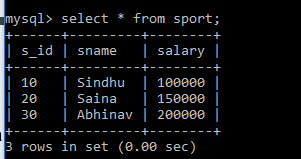 mysql> select * from sport;
+------+---------+--------+
| s_id | sname   | salary |
+------+---------+--------+
| 10   | Sindhu  | 100000 |
| 20   | Saina   | 150000 |
| 30   | Abhinav | 200000 |
+------+---------+--------+
3 rows in set (0.00 sec)